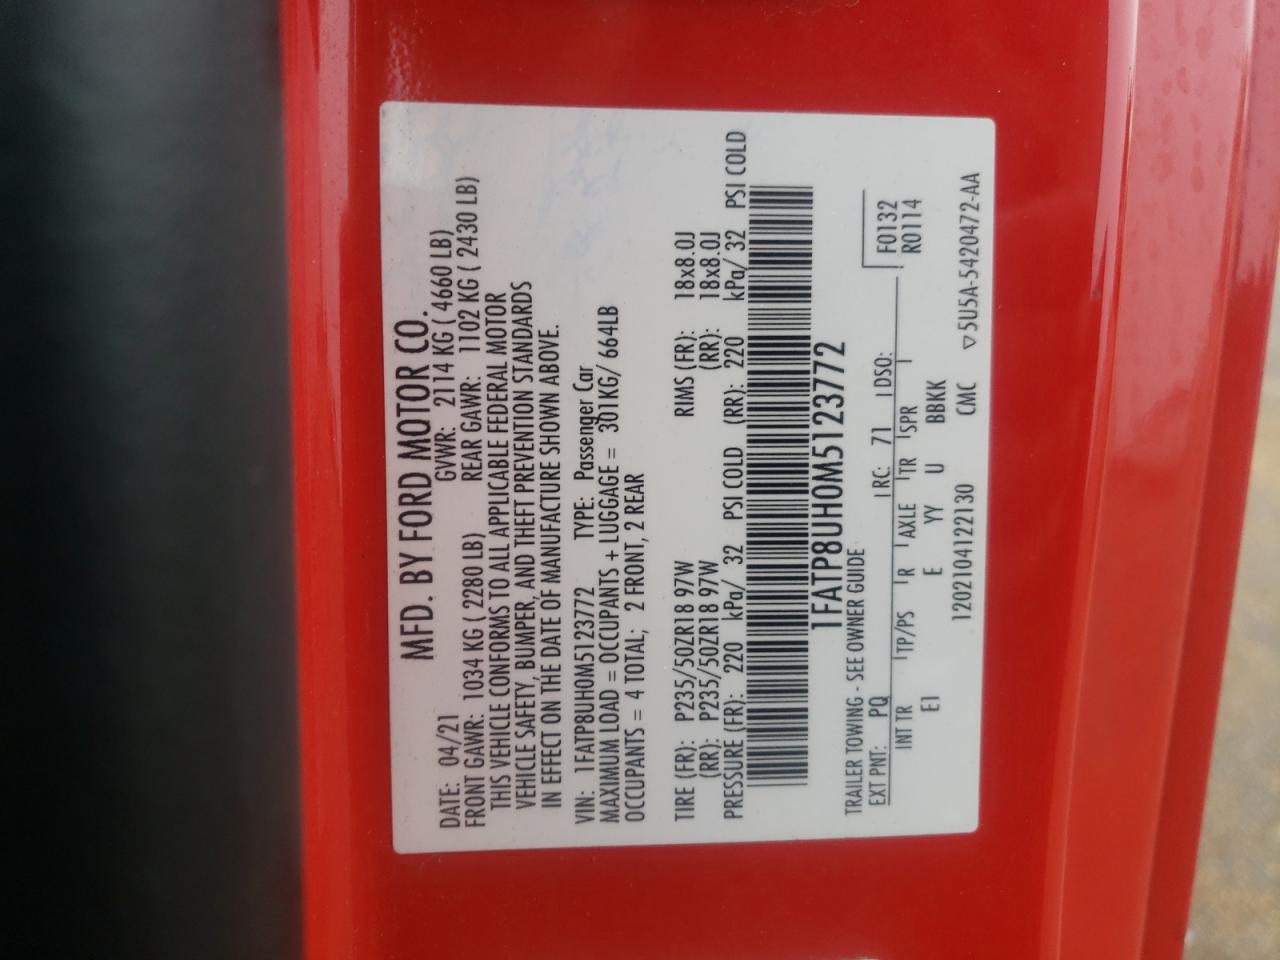 MFD. BY FORD MOTOR CO.
DATE: 04/21 GVWR: 2114 KG ( 4660 LB)
FRONT GAWR: 1034 KG ( 2280 LB) REAR GAWR: 1102 KG ( 2430 LB)
THIS VEHICLE CONFORMS TO ALL APPLICABLE FEDERAL MOTOR
VEHICLE SAFETY, BUMPER, AND THEFT PREVENTION STANDARDS
IN EFFECT ON THE DATE OF MANUFACTURE SHOWN ABOVE.
VIN: 1FATP8UH0M5123772 TYPE: Passenger Car
MAXIMUM LOAD = OCCUPANTS + LUGGAGE = 301KG/ 664LB
OCCUPANTS = 4 TOTAL; 2 FRONT, 2 REAR
TIRE (FR): P235/50ZR18 97W RIMS (FR): 18x8.0J
(RR): P235/50ZR18 97W (RR): 18x8.0J
PRESSURE (FR): 220 kPa/ 32 PSI COLD (RR): 220 kPa/ 32 PSI COLD
1FATP8UH0M5123772
TRAILER TOWING - SEE OWNER GUIDE
EXT PNT: PQ RC: 71 DSO: F0132
INT TR TP/PS R AXLE TR SPR R0114
E1 E YY U BBKK
120210412213​0 CMC ▽5U5A-5420472-AA